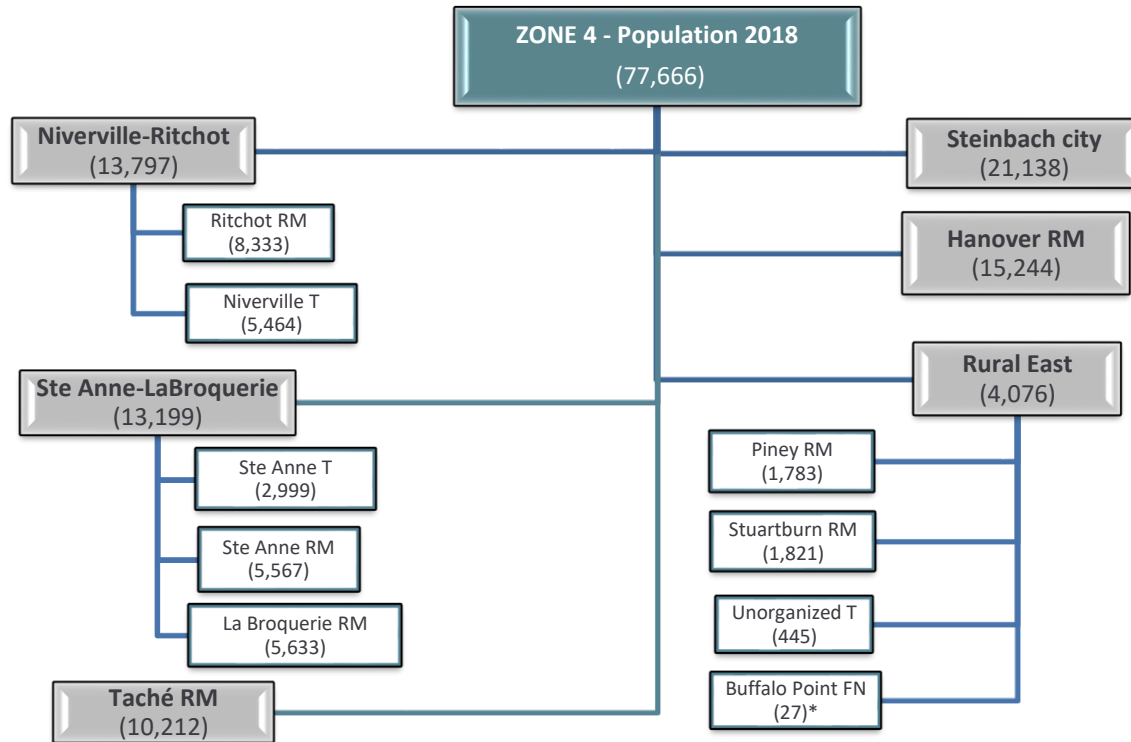 ZONE 4 - Population 2018
(77,666)
Niverville-Ritchot
(13,797)
Ritchot RM
(8,333)
Niverville T
(5,464)
Ste Anne-LaBroquerie
(13,199)
Ste Anne T
(2,999)
Ste Anne RM
(5,567)
La Broquerie RM
(5,633)
Taché RM
(10,212)
Steinbach city
(21,138)
Hanover RM
(15,244)
Rural East
(4,076)
Piney RM
(1,783)
Stuartburn RM
(1,821)
Unorganized T
(445)
Buffalo Point FN
(27)*